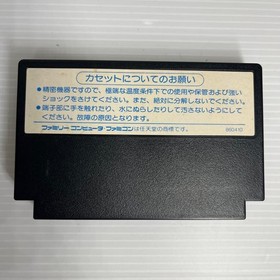 カセットについてのお願い
●精密機器ですので、極端な温度条件下での使用や保管および強い
ショックをさけてください。また、絶対に分解しないでください。
●端子部に手を触れたり、水にぬらしたりして汚さないようにして
ください。故障の原因となります。
ファミリーコンピュータ・ファミコンは任天堂の商標です。